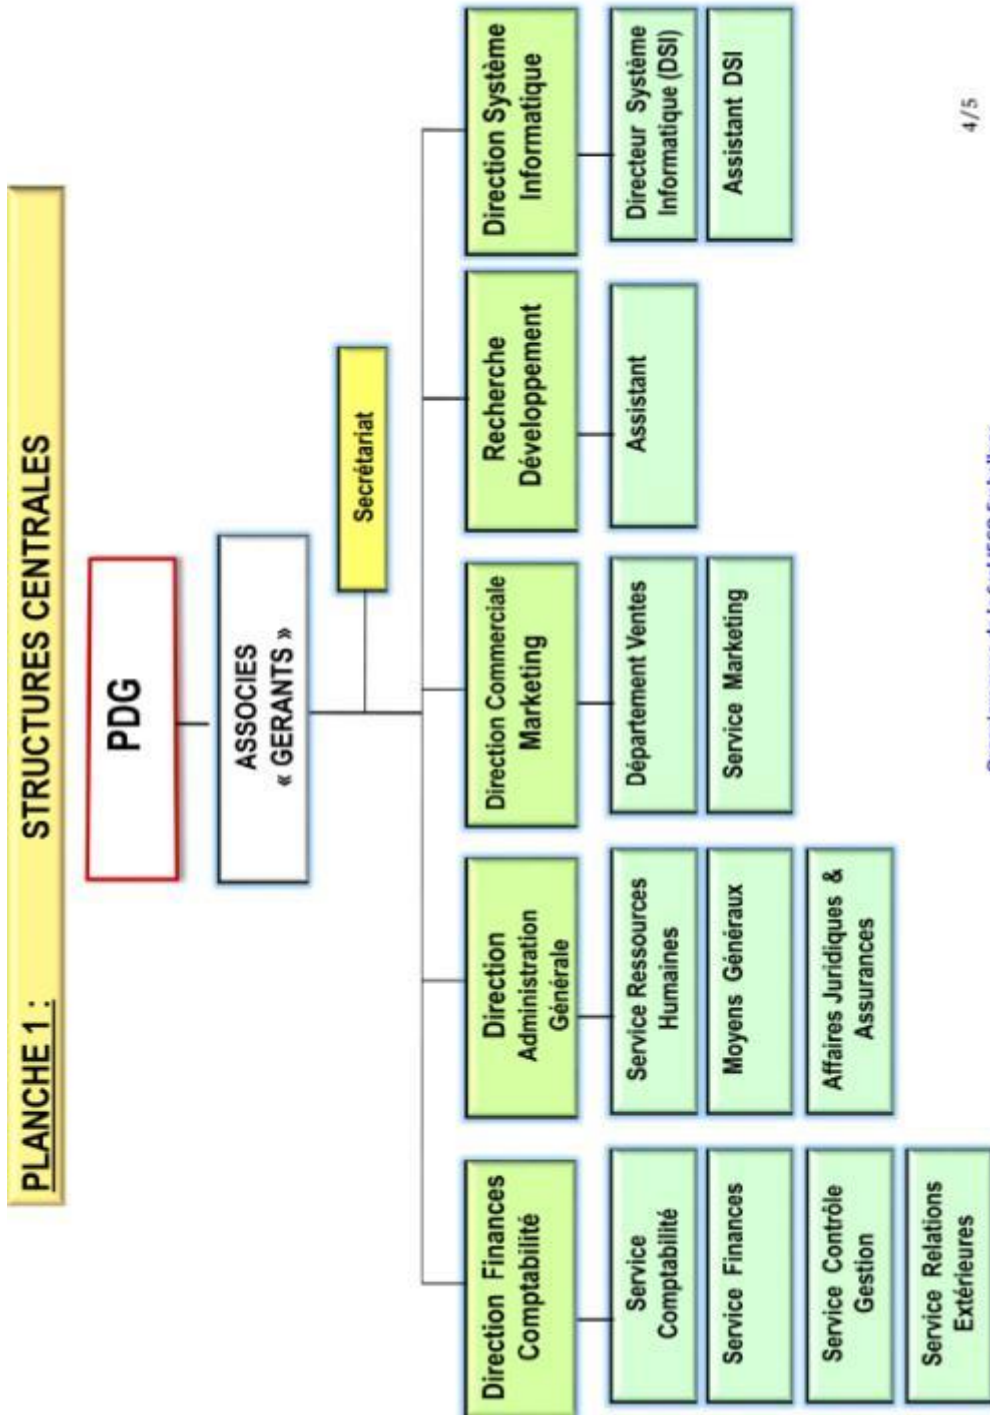 PLANCHE 1 : STRUCTURES CENTRALES
PDG
ASSOCIES
« GERANTS »
Secrétariat
Direction Finances
Comptabilité
Service
Comptabilité
Service Finances
Service Contrôle
Gestion
Service Relations
Extérieures
Direction
Administration
Générale
Service Ressources
Humaines
Moyens Généraux
Affaires Juridiques &
Assurances
Direction Commerciale
Marketing
Département Ventes
Service Marketing
Recherche
Développement
Assistant
Direction Système
Informatique
Directeur Système
Informatique (DSI)
Assistant DSI
4/5